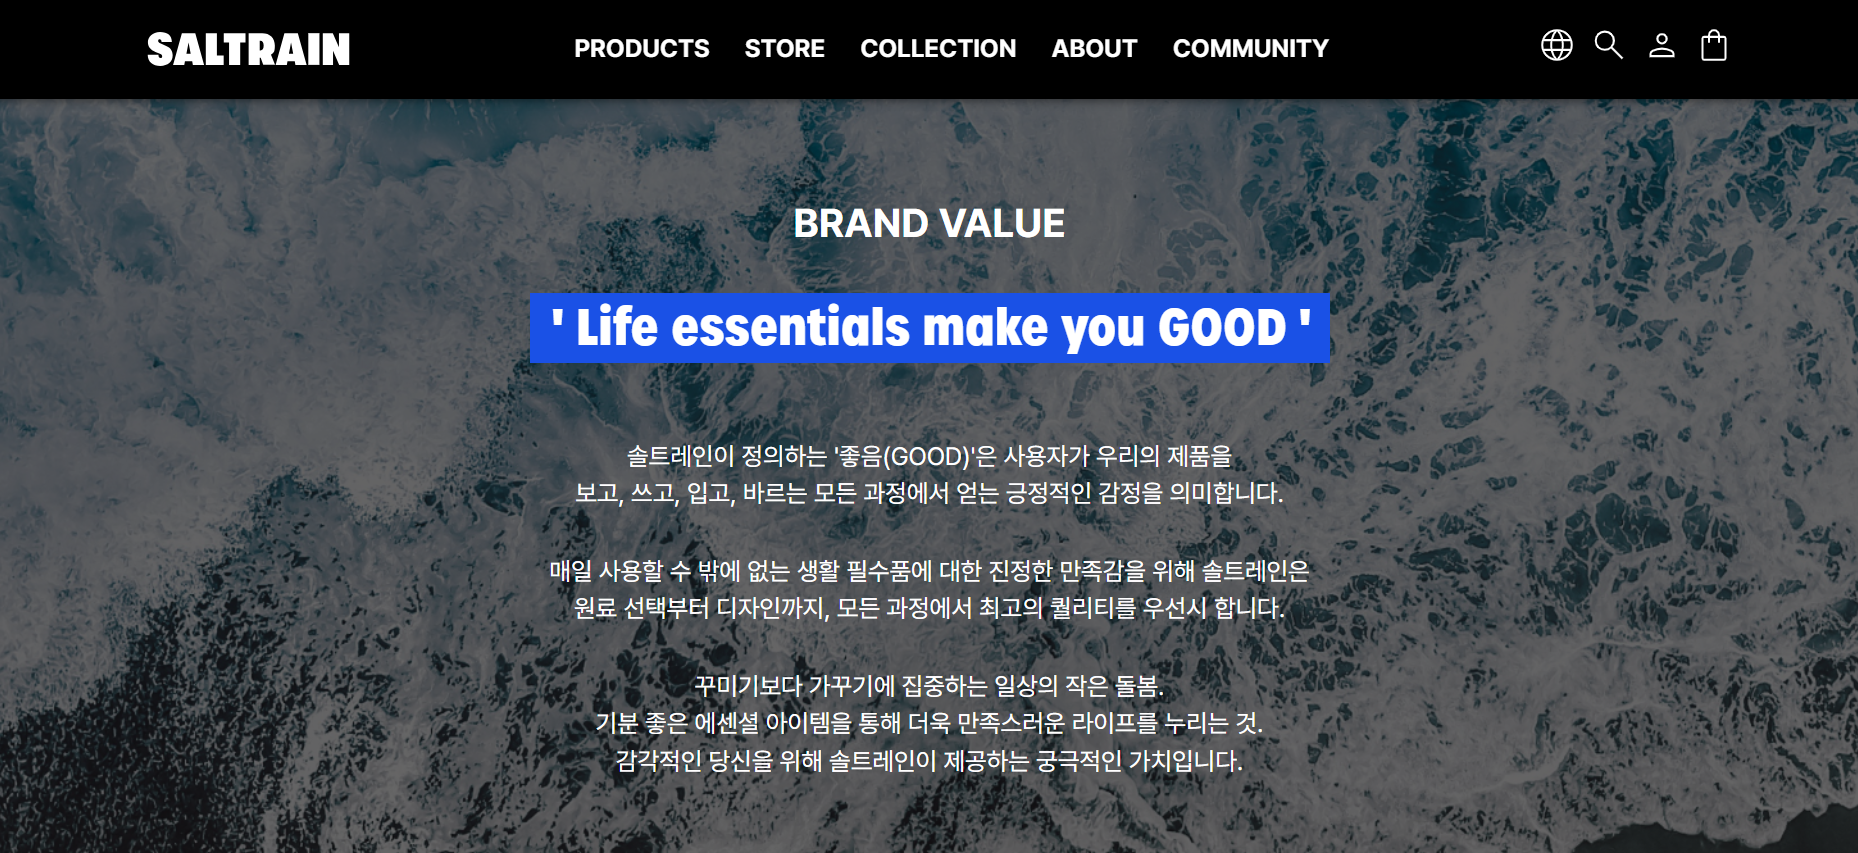 SALTRAIN
PRODUCTS STORE COLLECTION ABOUT COMMUNITY
BRAND VALUE
' Life essentials make you GOOD '
솔트레인이 정의하는 '좋음(GOOD)'은 사용자가 우리의 제품을
보고, 쓰고, 입고, 바르는 모든 과정에서 얻는 긍정적인 감정을 의미합니다.
매일 사용할 수 밖에 없는 생활 필수품에 대한 진정한 만족감을 위해 솔트레인은
원료 선택부터 디자인까지, 모든 과정에서 최고의 퀄리티를 우선시 합니다.
꾸미기보다 가꾸기에 집중하는 일상의 작은 돌봄.
기분 좋은 에센셜 아이템을 통해 더욱 만족스러운 라이프를 누리는 것.
감각적인 당신을 위해 솔트레인이 제공하는 궁극적인 가치입니다.